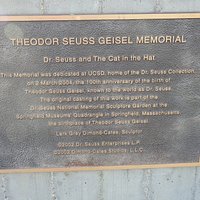 THEODOR SEUSS GEISEL MEMORIAL
Dr. Seuss and The Cat in the Hat
This Memorial was dedicated at UCSD, home of the Dr. Seuss Collection,
on 2 March 2004, the 100th anniversary of the birth of
Theodor Seuss Geisel, known to the world as Dr. Seuss.
The original casting of this work is part of the
Dr. Seuss National Memorial Sculpture Garden at the
Springfield Museums' Quadrangle in Springfield, Massachusetts,
the birthplace of Theodor Seuss Geisel.
Lark Grey Dimond-Cates, Sculptor
©2002 Dr. Seuss Enterprises L.P.
©2002 Dimond-Cates Studios, L.L.C.